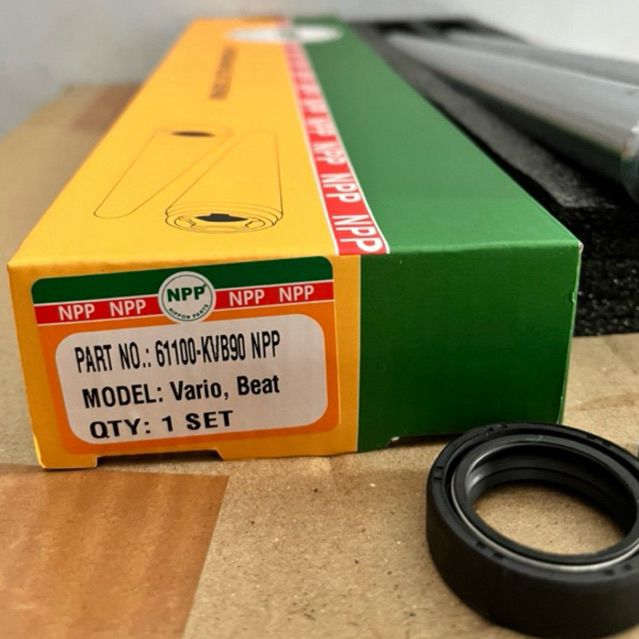 NPP NPP NPP NPP
NPP NPP NPP NPP NPP
NIPPON PARTS
PART NO.: 61100-KVB90 NPP
MODEL: Vario, Beat
QTY: 1 SET